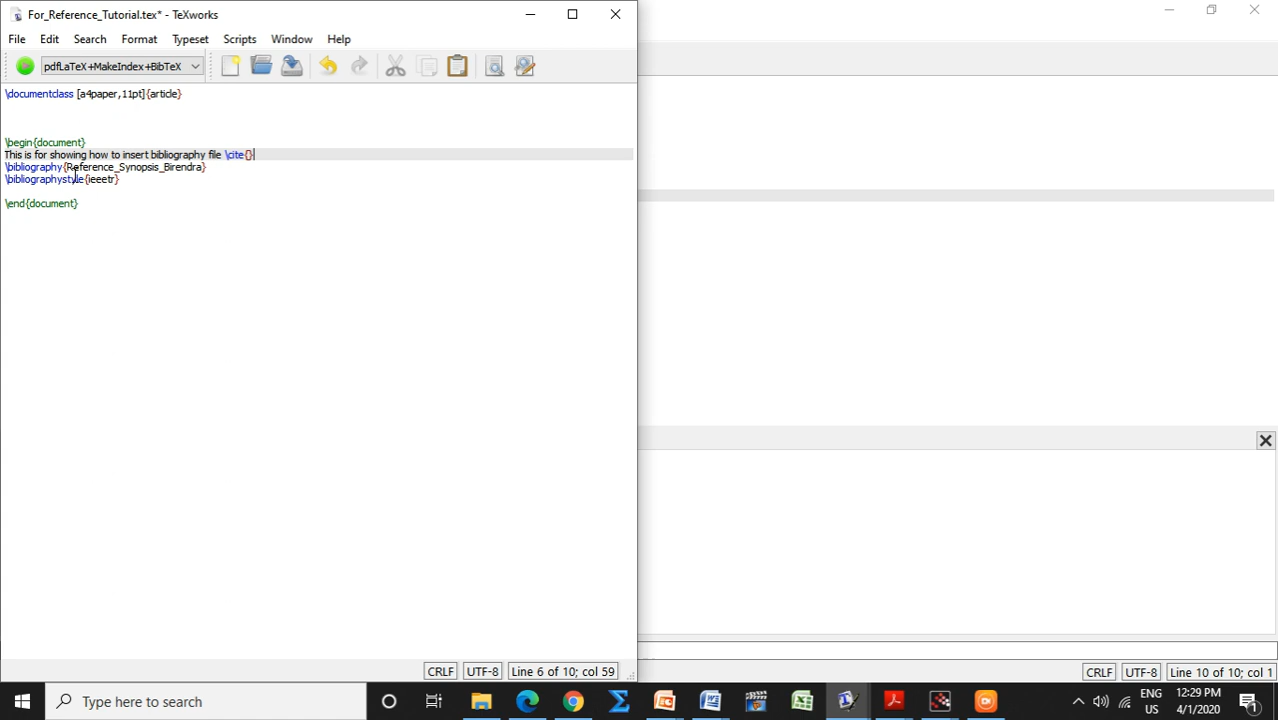 For_Reference_Tutorial.tex* - TeXworks
File Edit Search Format Typeset Scripts Window Help
pdfLaTeX+MakeIndex+BibTeX
\documentclass [a4paper,11pt]{article}
\begin{document}
This is for showing how to insert bibliography file \cite{}
\bibliography{Reference_Synopsis_Birendra}
\bibliographystyle{ieeetr}
\end{document}
CRLF UTF-8 Line 6 of 10; col 59
CRLF UTF-8 Line 10 of 10; col 1
Type here to search
ENG
US
12:29 PM
4/1/2020
1